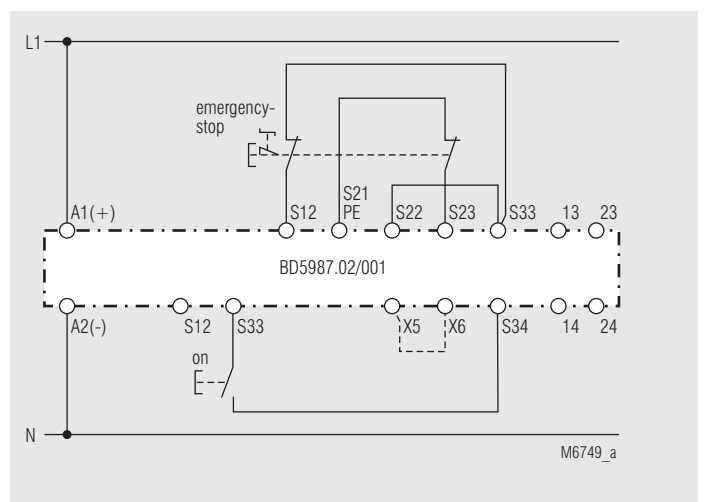 L1
emergency-
stop
A1(+)
S12
S21
PE
S22
S23
S33
13
23
BD5987.02/001
A2(-)
S12
S33
X5
X6
S34
14
24
on
N
M6749_a